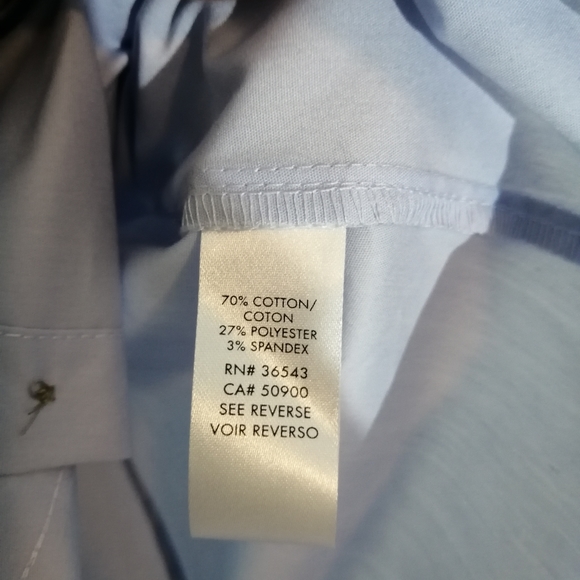 70% COTTON/
COTON
27% POLYESTER
3% SPANDEX
RN# 36543
CA# 50900
SEE REVERSE
VOIR REVERSO